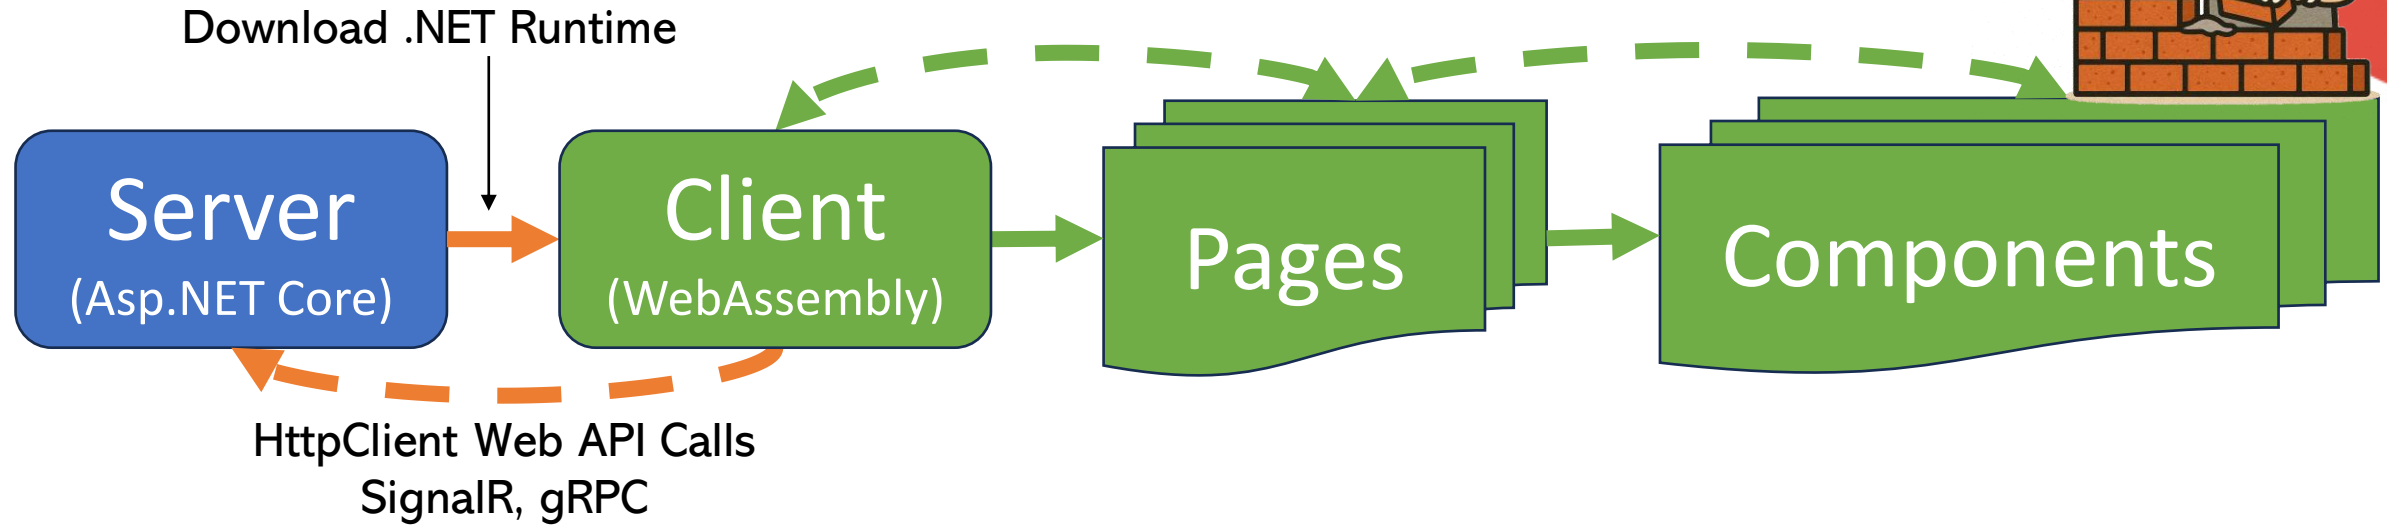 Download .NET Runtime
Server
(Asp.NET Core)
Client
(WebAssembly)
Pages
Components
HttpClient Web API Calls
SignalR, gRPC